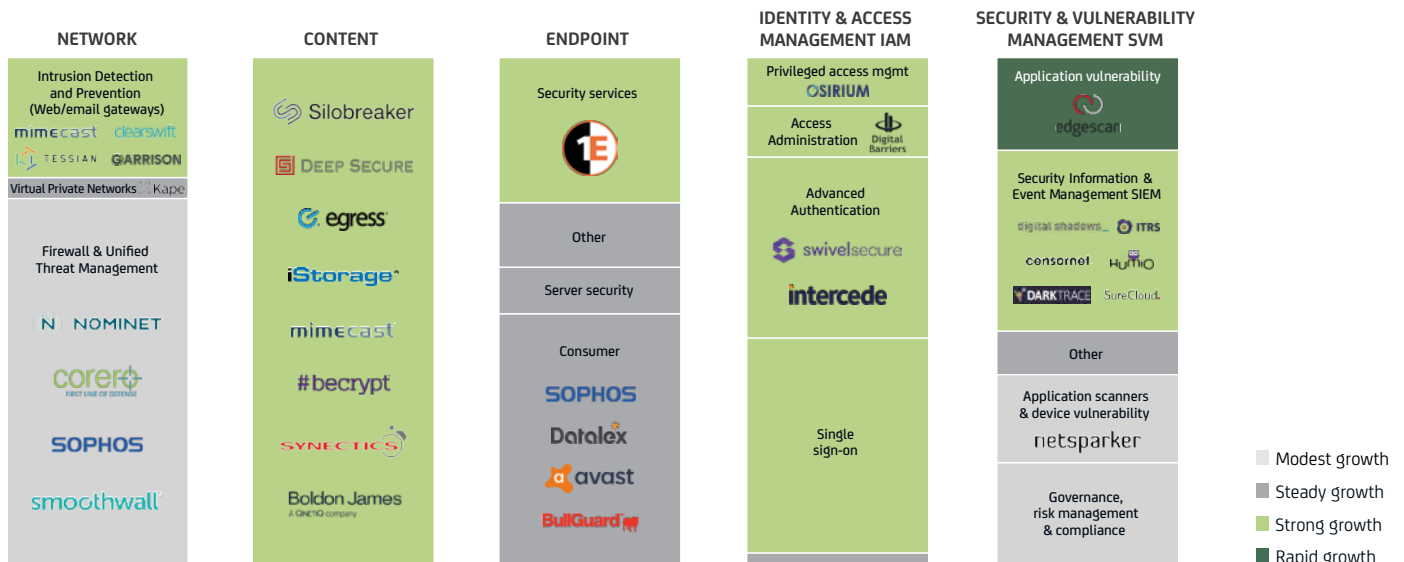 NETWORK
Intrusion Detection
and Prevention
(Web/email gateways)
mimecast clearswift
TESSIAN GARRISON
Virtual Private Networks Kape
Firewall & Unified
Threat Management
N NOMINET
corero
FIRST LINE OF DEFENSE
SOPHOS
smoothwall
CONTENT
Silobreaker
DEEP SECURE
egress
iStorage
mimecast
#becrypt
SYNECTICS
Boldon James
A QINETIQ company
ENDPOINT
Security services
1E
Other
Server security
Consumer
SOPHOS
Datalex
avast
BullGuard
IDENTITY & ACCESS
MANAGEMENT IAM
Privileged access mgmt
OSIRIUM
Access
Administration
Digital
Barriers
Advanced
Authentication
swivelsecure
intercede
Single
sign-on
SECURITY & VULNERABILITY
MANAGEMENT SVM
Application vulnerability
edgescan
Security Information &
Event Management SIEM
digital shadows_ ITRS
censornet HUMIO
DARKTRACE SureCloud.
Other
Application scanners
& device vulnerability
netsparker
Governance,
risk management
& compliance
Modest growth
Steady growth
Strong growth
Rapid growth